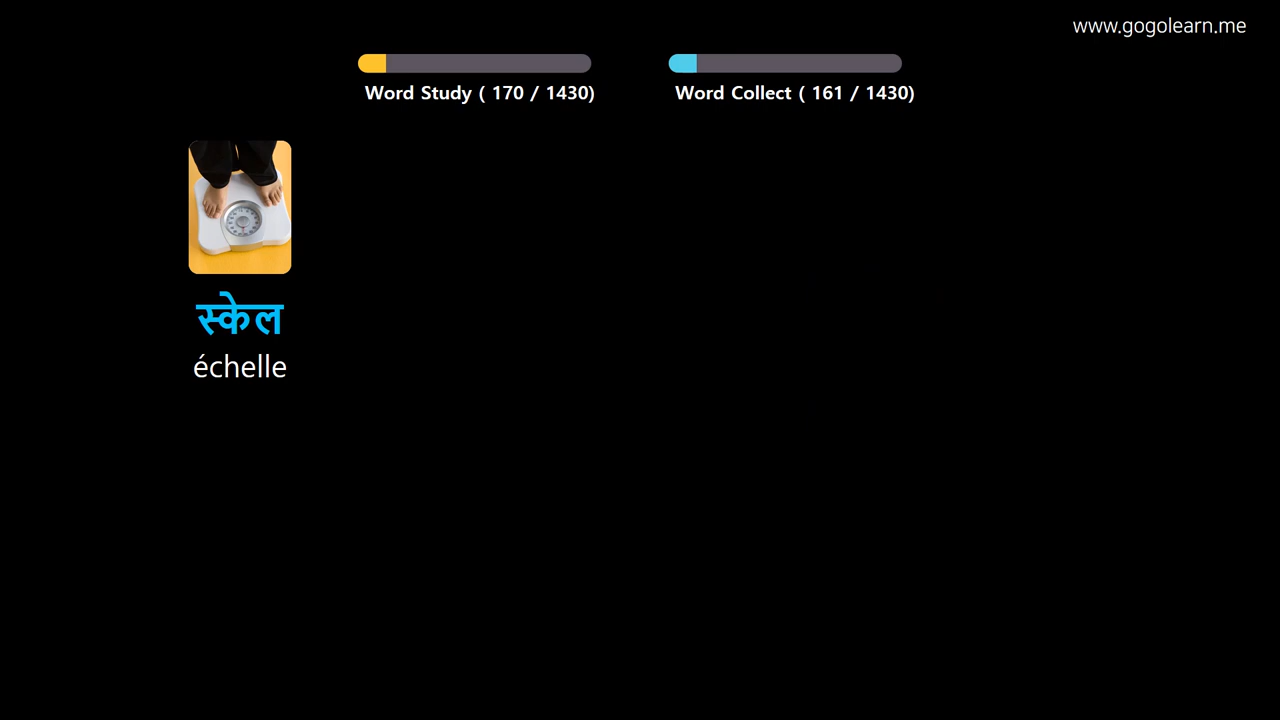 www.gogolearn.me
Word Study ( 170 / 1430)
Word Collect ( 161 / 1430)
स्केल
échelle